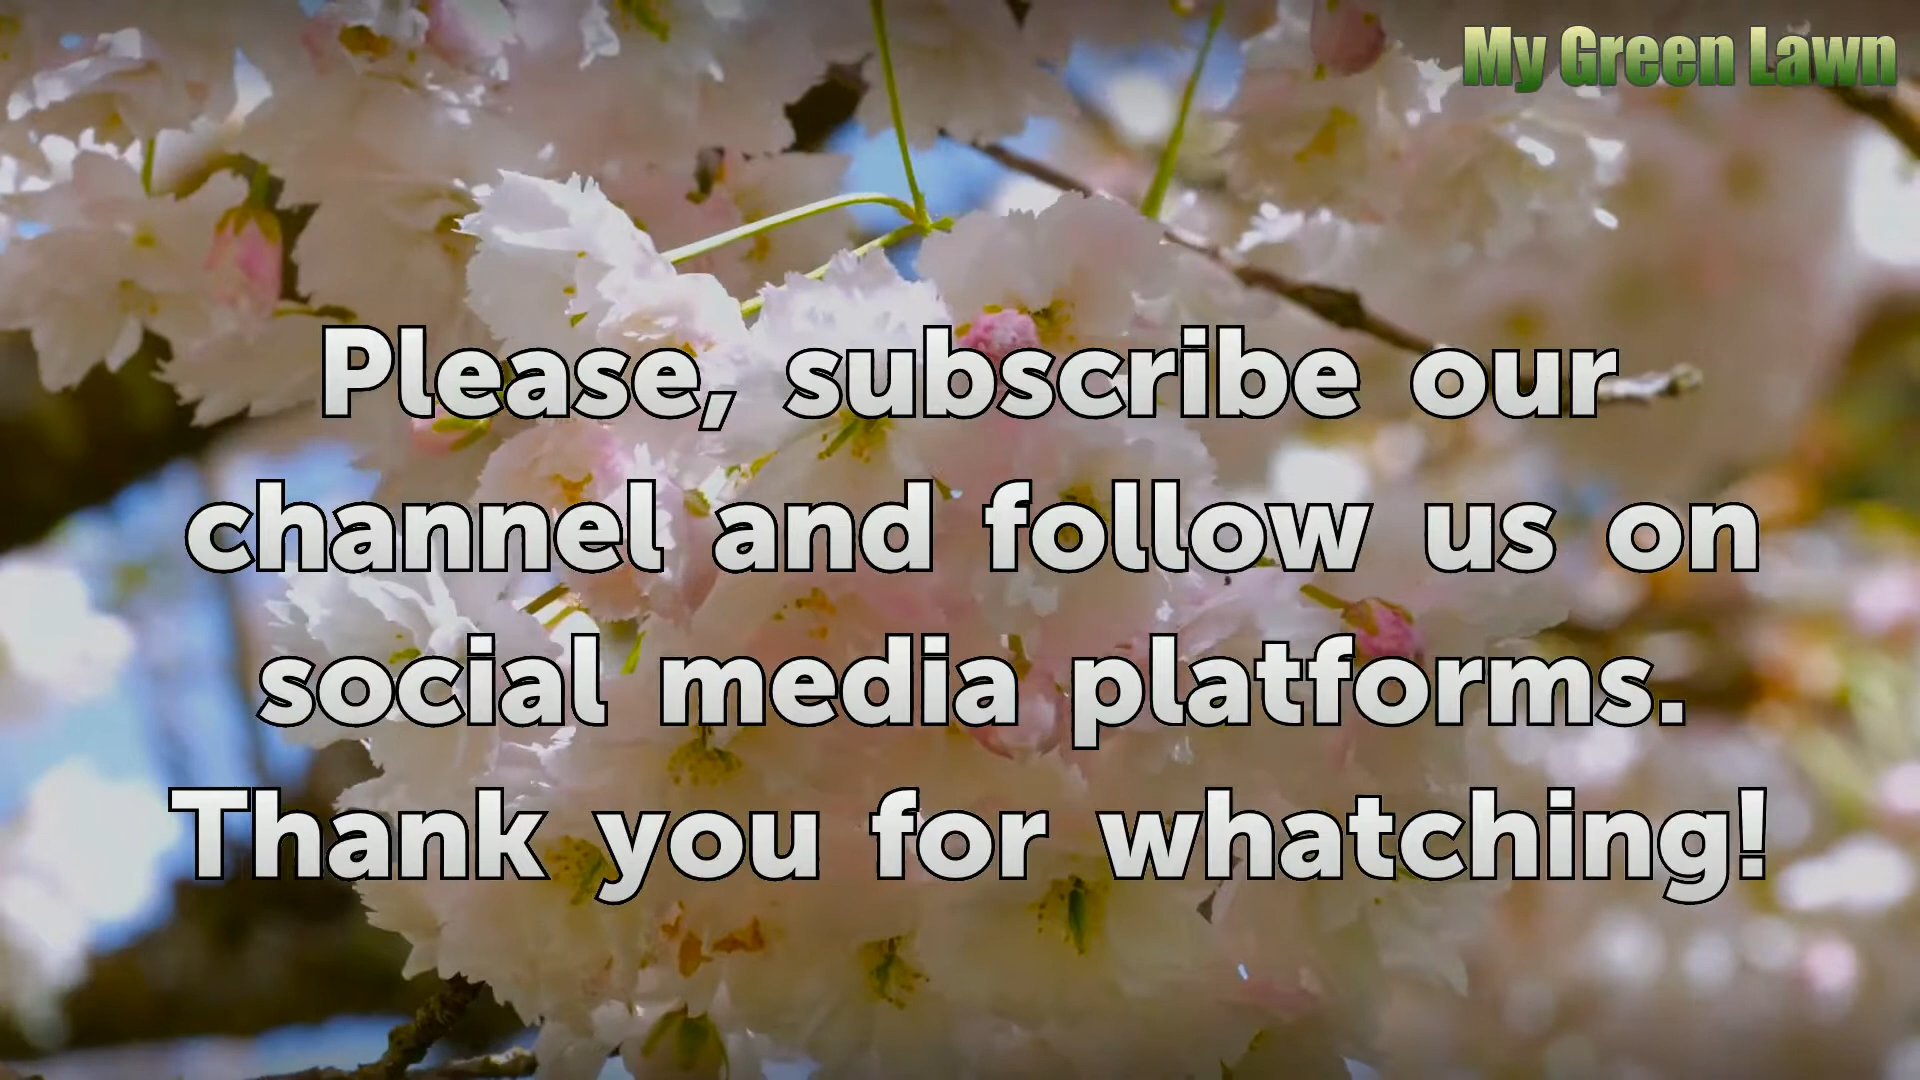 My Green Lawn
Please, subscribe our
channel and follow us on
social media platforms.
Thank you for whatching!